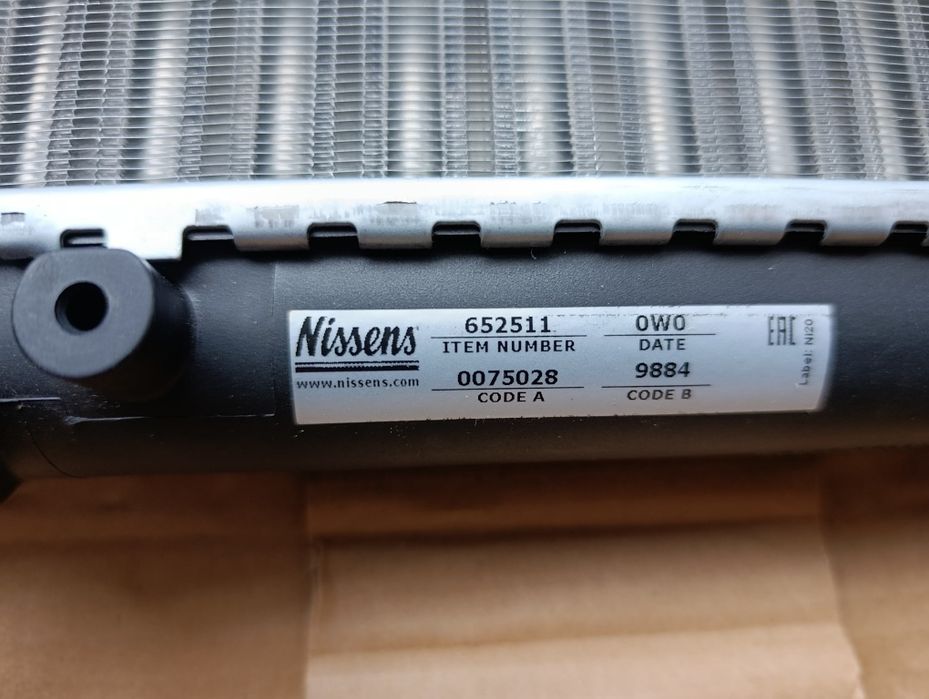 Nissens
www.nissens.com
652511
ITEM NUMBER
0075028
CODE A
0W0
DATE
9884
CODE B
EAC
Label: NI20